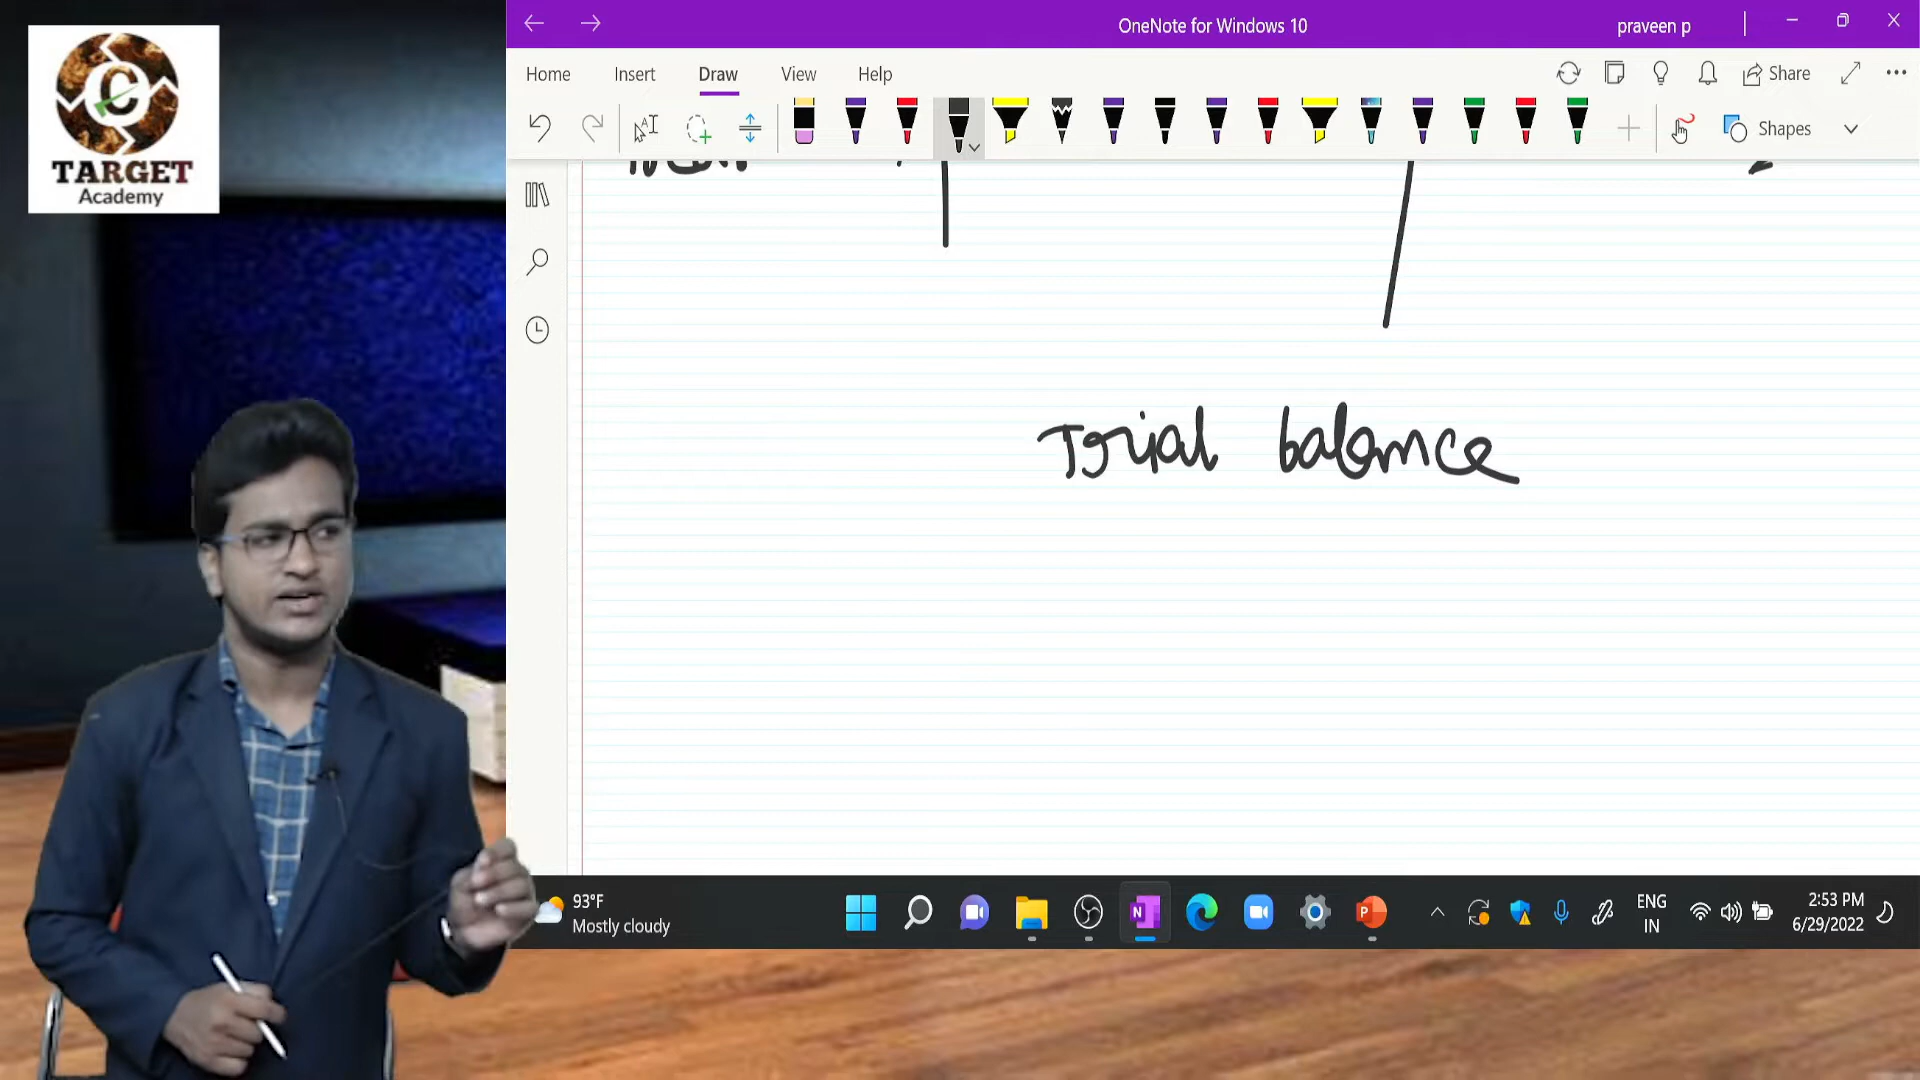 OneNote for Windows 10
praveen p
TARGET
Academy
Home Insert Draw View Help
Share
Shapes
Trial balance
93°F
Mostly cloudy
ENG
IN
2:53 PM
6/29/2022